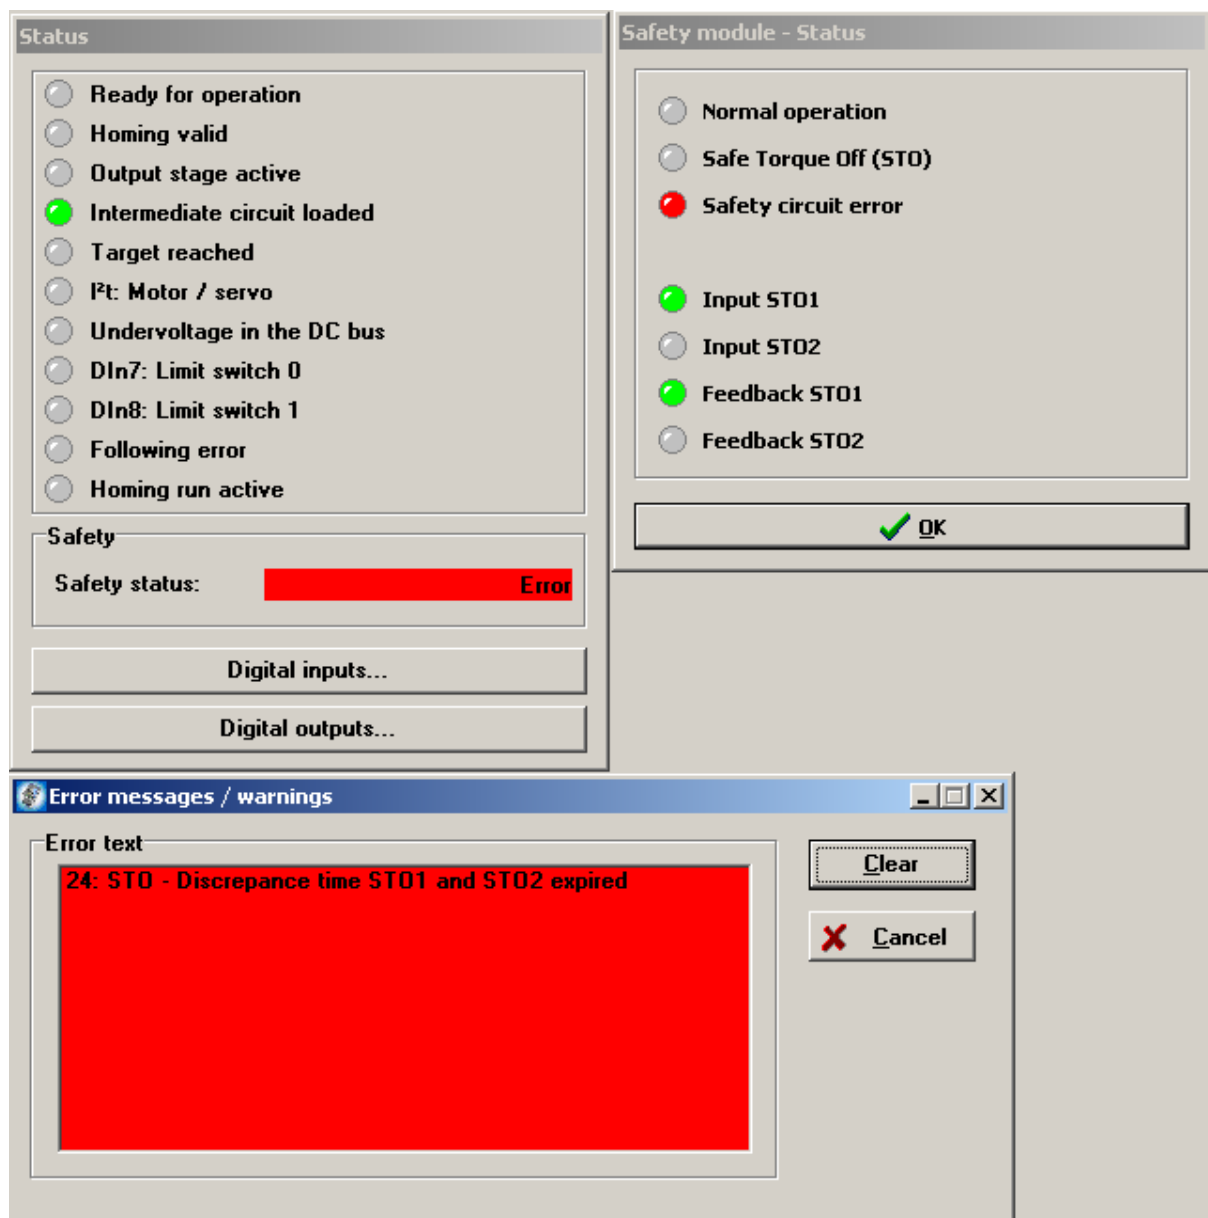 Status
Ready for operation
Homing valid
Output stage active
Intermediate circuit loaded
Target reached
I²t: Motor / servo
Undervoltage in the DC bus
DIn7: Limit switch 0
DIn8: Limit switch 1
Following error
Homing run active
Safety
Safety status:
Error
Digital inputs...
Digital outputs...
Safety module - Status
Normal operation
Safe Torque Off (STO)
Safety circuit error
Input STO1
Input STO2
Feedback STO1
Feedback STO2
OK
Error messages / warnings
Error text
24: STO - Discrepance time STO1 and STO2 expired
Clear
Cancel